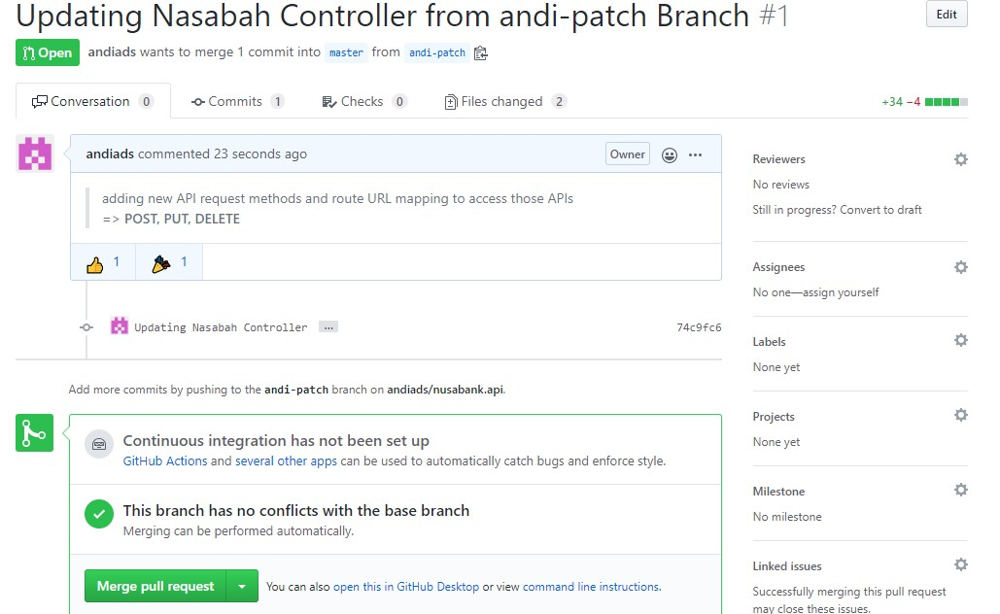 Updating Nasabah Controller from andi-patch Branch #1
Edit
Open
andiads wants to merge 1 commit into master from andi-patch
Conversation 0
Commits 1
Checks 0
Files changed 2
+34 −4
andiads commented 23 seconds ago
Owner
adding new API request methods and route URL mapping to access those APIs
=> POST, PUT, DELETE
1
1
Updating Nasabah Controller …
74c9fc6
Add more commits by pushing to the andi-patch branch on andiads/nusabank.api.
Continuous integration has not been set up
GitHub Actions and several other apps can be used to automatically catch bugs and enforce style.
This branch has no conflicts with the base branch
Merging can be performed automatically.
Merge pull request
You can also open this in GitHub Desktop or view command line instructions.
Reviewers
No reviews
Still in progress? Convert to draft
Assignees
No one—assign yourself
Labels
None yet
Projects
None yet
Milestone
No milestone
Linked issues
Successfully merging this pull request
may close these issues.